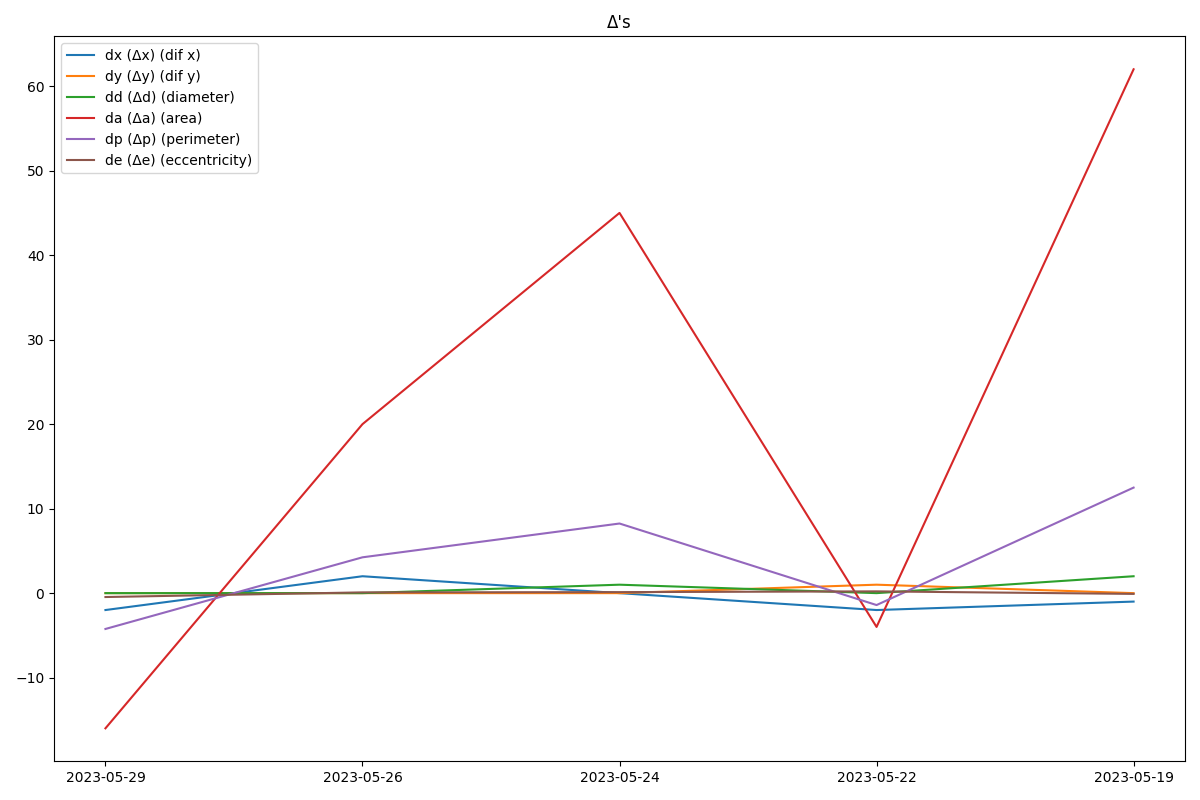 Δ's
dx (Δx) (dif x)
dy (Δy) (dif y)
dd (Δd) (diameter)
da (Δa) (area)
dp (Δp) (perimeter)
de (Δe) (eccentricity)
60
50
40
30
20
10
0
−10
2023-05-29 2023-05-26 2023-05-24 2023-05-22 2023-05-19